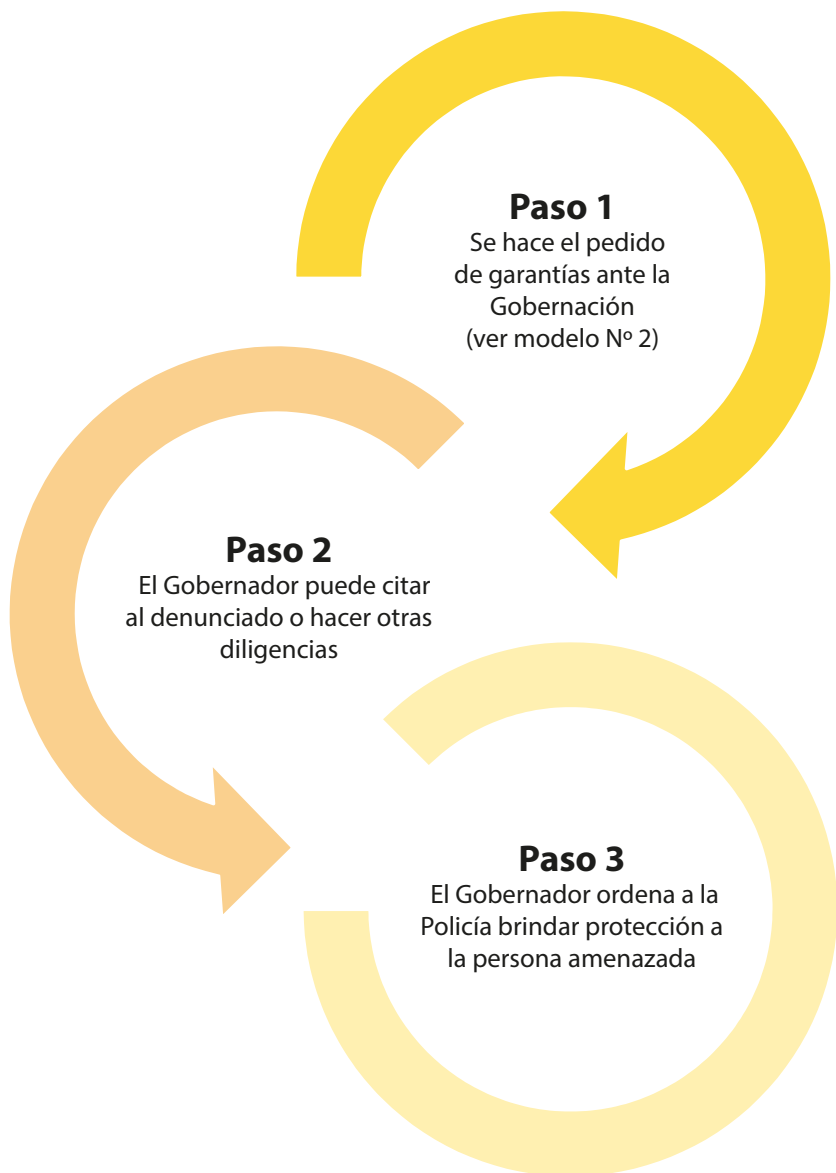 Paso 1
Se hace el pedido
de garantías ante la
Gobernación
(ver modelo Nº 2)
Paso 2
El Gobernador puede citar
al denunciado o hacer otras
diligencias
Paso 3
El Gobernador ordena a la
Policía brindar protección a
la persona amenazada